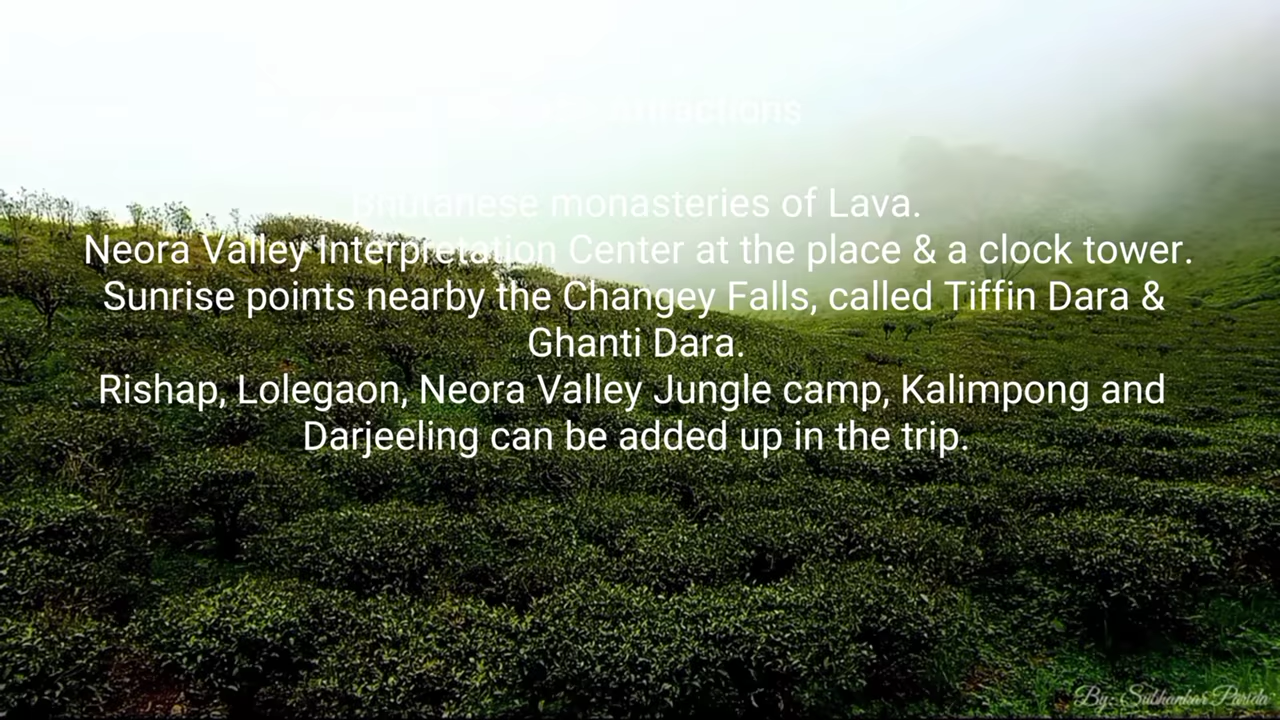 Attractions
Bhutanese monasteries of Lava.
Neora Valley Interpretation Center at the place & a clock tower.
Sunrise points nearby the Changey Falls, called Tiffin Dara &
Ghanti Dara.
Rishap, Lolegaon, Neora Valley Jungle camp, Kalimpong and
Darjeeling can be added up in the trip.
By:- Subhankar Parida